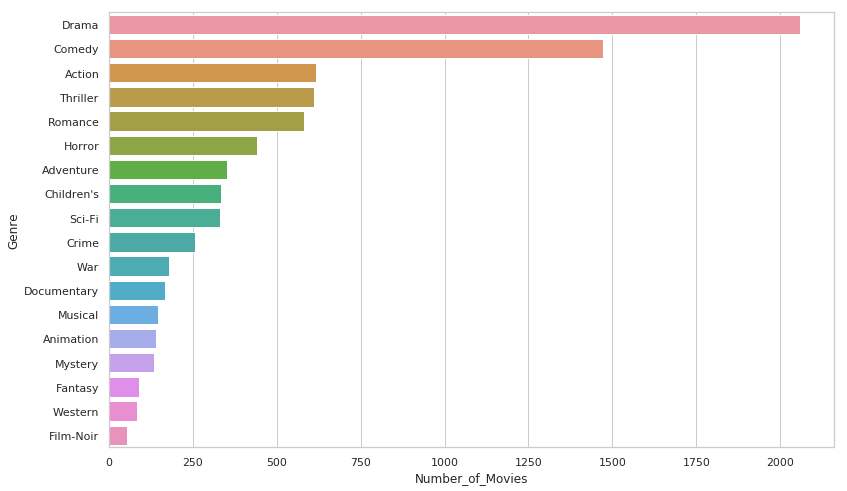 Drama
Comedy
Action
Thriller
Romance
Horror
Adventure
Children's
Sci-Fi
Crime
War
Documentary
Musical
Animation
Mystery
Fantasy
Western
Film-Noir
Genre
0 250 500 750 1000 1250 1500 1750 2000
Number_of_Movies